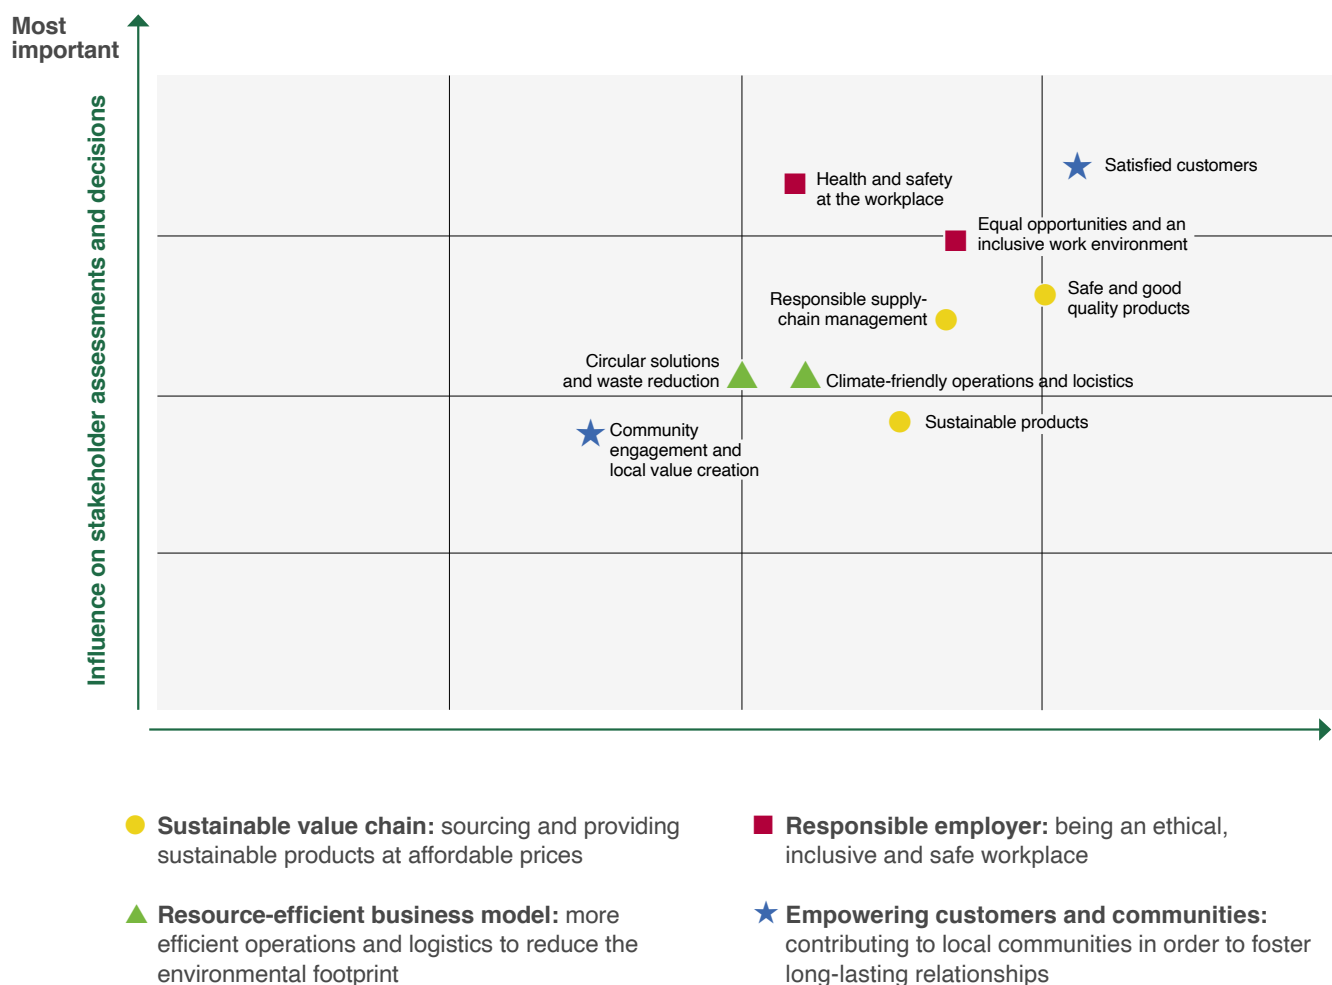 Most
important
Influence on stakeholder assessments and decisions
Satisfied customers
Health and safety
at the workplace
Equal opportunities and an
inclusive work environment
Safe and good
quality products
Responsible supply-
chain management
Circular solutions
and waste reduction
Climate-friendly operations and locistics
Sustainable products
Community
engagement and
local value creation
Sustainable value chain: sourcing and providing
sustainable products at affordable prices
Responsible employer: being an ethical,
inclusive and safe workplace
Resource-efficient business model: more
efficient operations and logistics to reduce the
environmental footprint
Empowering customers and communities:
contributing to local communities in order to foster
long-lasting relationships